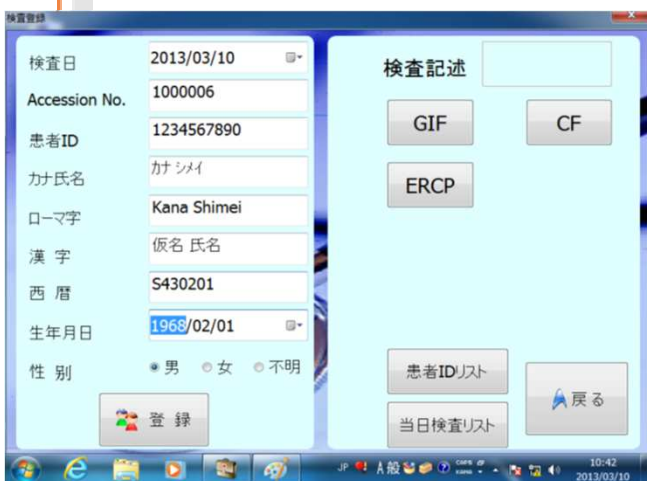 検査登録
検査日 2013/03/10
Accession No. 1000006
患者ID 1234567890
カナ氏名 カナ シメイ
ローマ字 Kana Shimei
漢 字 仮名 氏名
西 暦 S430201
生年月日 1968/02/01
性 別 男 女 不明
登 録
検査記述
GIF CF
ERCP
患者IDリスト
当日検査リスト
戻る
JP A 般 CAPS KANA 10:42
2013/03/10